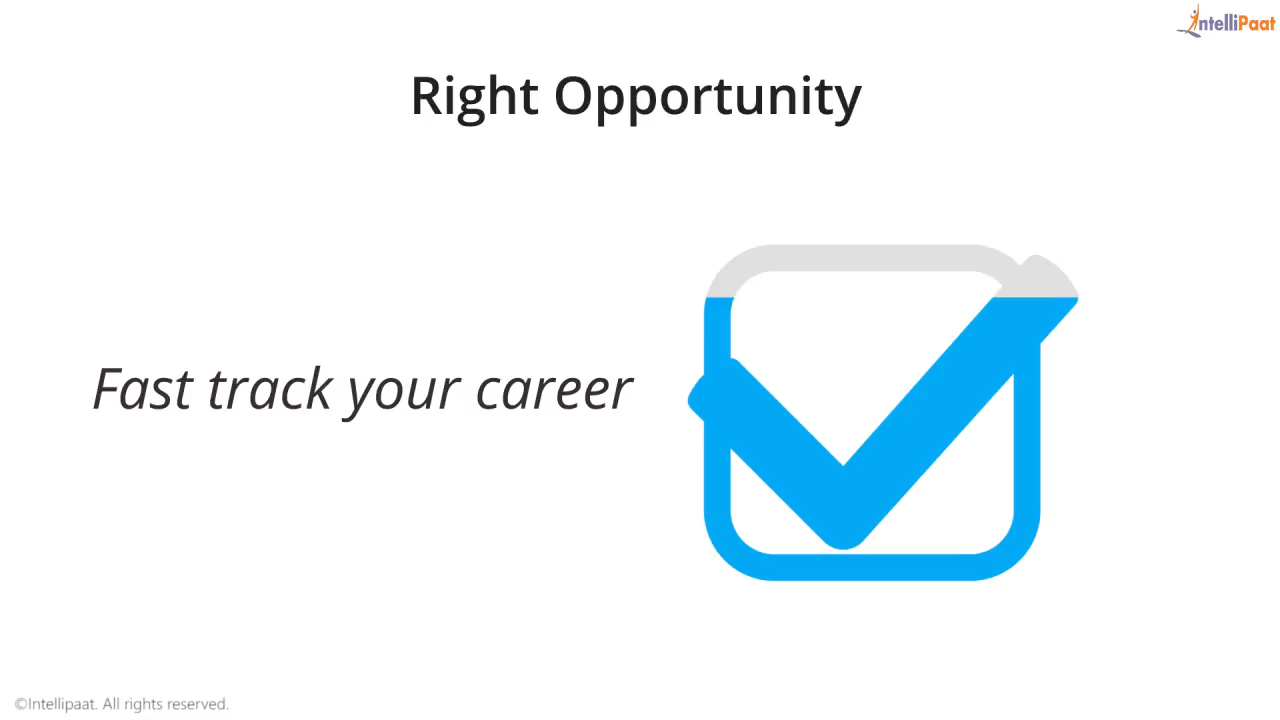 IntelliPaat
Right Opportunity
Fast track your career
©Intellipaat. All rights reserved.